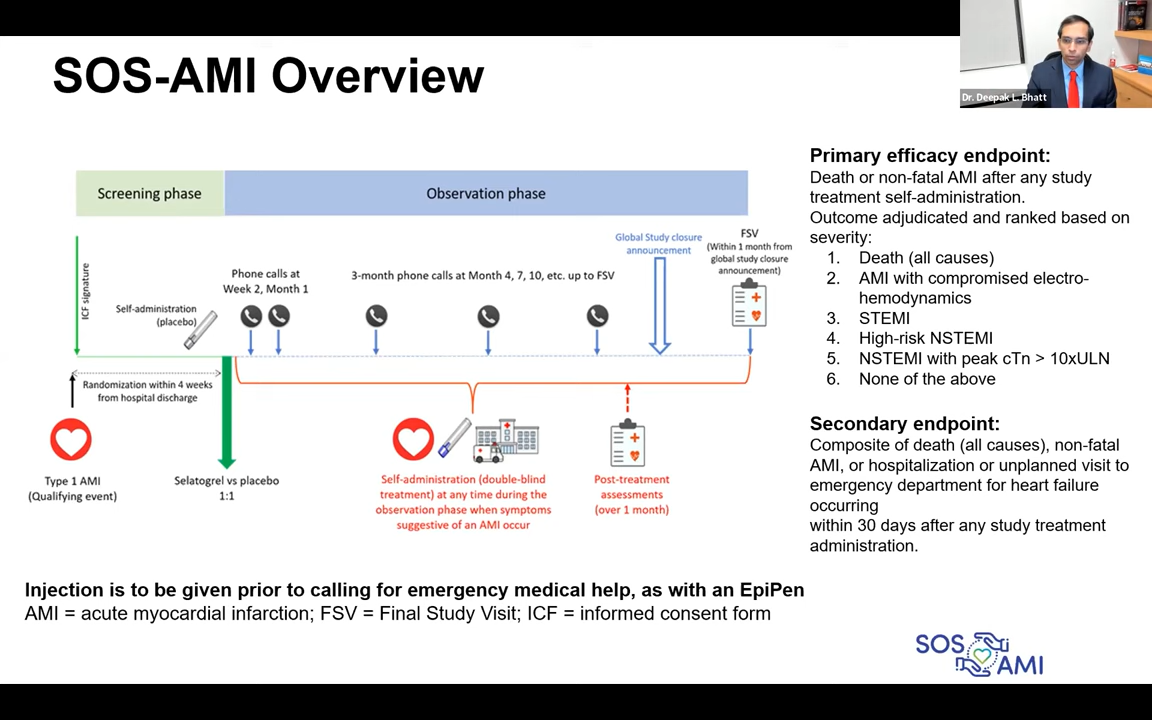 SOS-AMI Overview
Dr. Deepak L. Bhatt
Screening phase
Observation phase
ICF signature
Self-administration
(placebo)
Phone calls at
Week 2, Month 1
3-month phone calls at Month 4, 7, 10, etc. up to FSV
Global Study closure
announcement
FSV
(Within 1 month from
global study closure
announcement)
Randomization within 4 weeks
from hospital discharge
Type 1 AMI
(Qualifying event)
Selatogrel vs placebo
1:1
Self-administration (double-blind
treatment) at any time during the
observation phase when symptoms
suggestive of an AMI occur
Post-treatment
assessments
(over 1 month)
Primary efficacy endpoint:
Death or non-fatal AMI after any study
treatment self-administration.
Outcome adjudicated and ranked based on
severity:
1. Death (all causes)
2. AMI with compromised electro-
hemodynamics
3. STEMI
4. High-risk NSTEMI
5. NSTEMI with peak cTn > 10xULN
6. None of the above
Secondary endpoint:
Composite of death (all causes), non-fatal
AMI, or hospitalization or unplanned visit to
emergency department for heart failure
occurring
within 30 days after any study treatment
administration.
Injection is to be given prior to calling for emergency medical help, as with an EpiPen
AMI = acute myocardial infarction; FSV = Final Study Visit; ICF = informed consent form
SOS
AMI